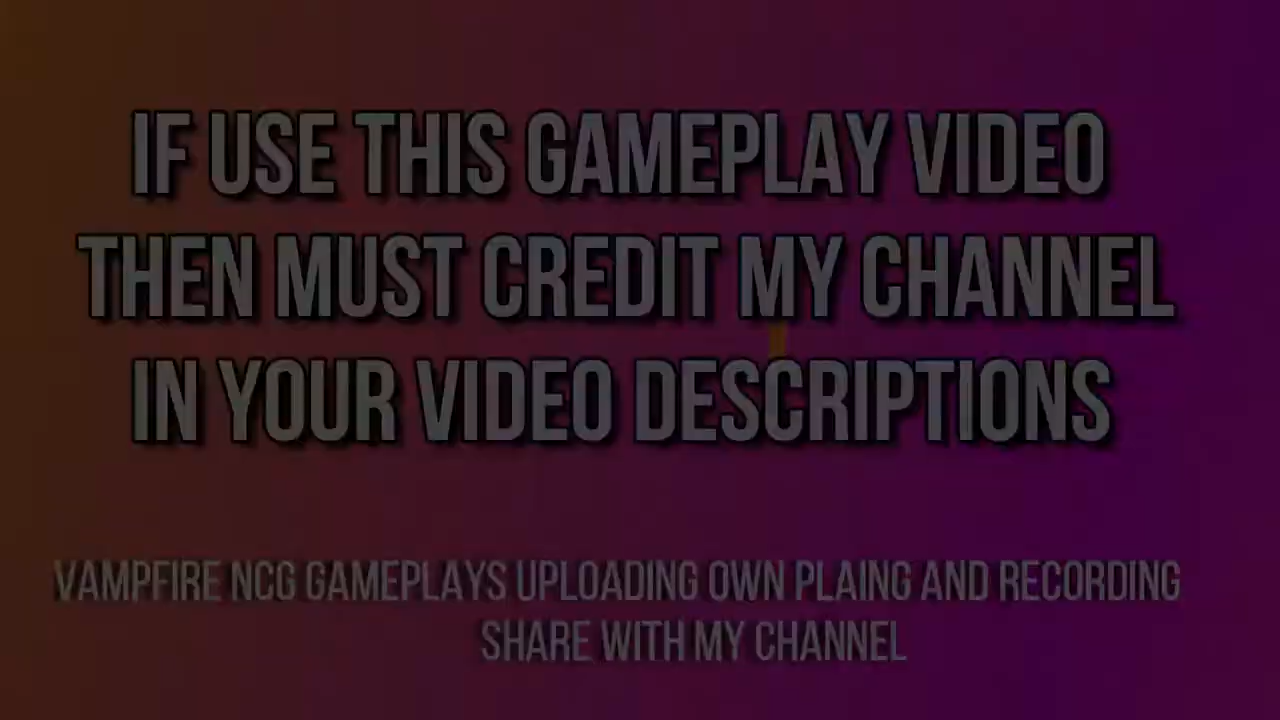 IF USE THIS GAMEPLAY VIDEO
THEN MUST CREDIT MY CHANNEL
IN YOUR VIDEO DESCRIPTIONS
VAMPFIRE NCG GAMEPLAYS UPLOADING OWN PLAING AND RECORDING
SHARE WITH MY CHANNEL